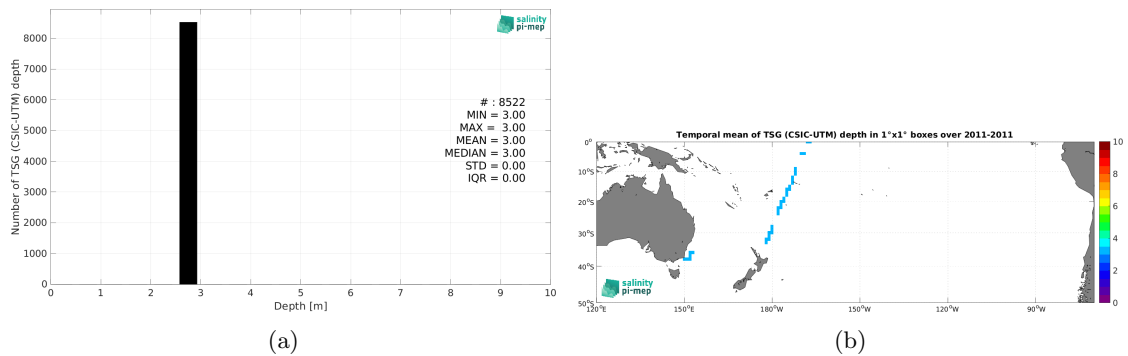 salinity
pi-mep
Number of TSG (CSIC-UTM) depth
8000
7000
6000
5000
4000
3000
2000
1000
0
# : 8522
MIN = 3.00
MAX = 3.00
MEAN = 3.00
MEDIAN = 3.00
STD = 0.00
IQR = 0.00
0 1 2 3 4 5 6 7 8 9 10
Depth [m]
(a)
Temporal mean of TSG (CSIC-UTM) depth in 1°x1° boxes over 2011-2011
0°
10°S
20°S
30°S
40°S
50°S
120°E 150°E 180°W 150°W 120°W 90°W
10
8
6
4
2
0
salinity
pi-mep
(b)